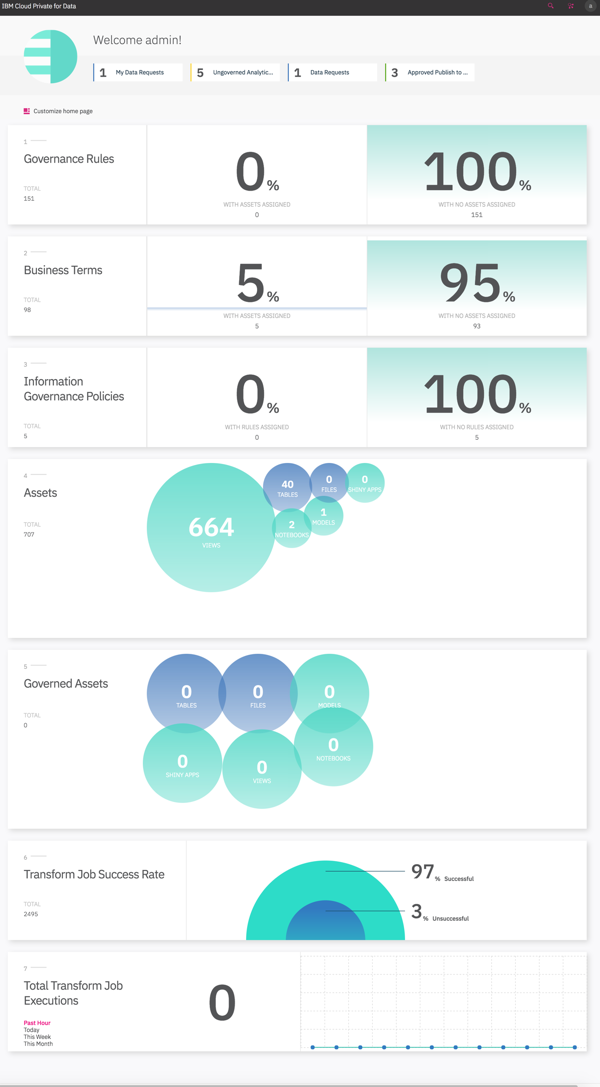 IBM Cloud Private for Data
a
Welcome admin!
1 My Data Requests
5 Ungoverned Analytic...
1 Data Requests
3 Approved Publish to ...
Customize home page
1
Governance Rules
TOTAL
151
0%
WITH ASSETS ASSIGNED
0
100%
WITH NO ASSETS ASSIGNED
151
2
Business Terms
TOTAL
98
5%
WITH ASSETS ASSIGNED
5
95%
WITH NO ASSETS ASSIGNED
93
3
Information
Governance Policies
TOTAL
5
0%
WITH RULES ASSIGNED
0
100%
WITH NO RULES ASSIGNED
5
4
Assets
TOTAL
707
664
VIEWS
40
TABLES
0
FILES
0
SHINY APPS
2
NOTEBOOKS
1
MODELS
5
Governed Assets
TOTAL
0
0
TABLES
0
FILES
0
MODELS
0
SHINY APPS
0
VIEWS
0
NOTEBOOKS
6
Transform Job Success Rate
TOTAL
2495
97% Successful
3% Unsuccessful
7
Total Transform Job
Executions
Past Hour
Today
This Week
This Month
0